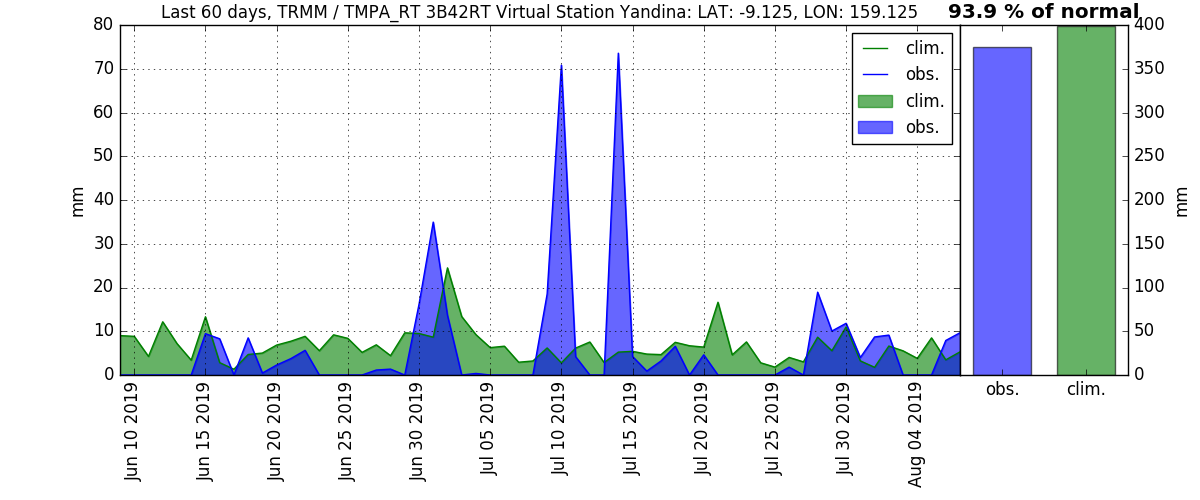 Last 60 days, TRMM / TMPA_RT 3B42RT Virtual Station Yandina: LAT: -9.125, LON: 159.125
93.9 % of normal
80
70
60
50
40
30
20
10
0
mm
clim.
obs.
clim.
obs.
400
350
300
250
200
150
100
50
0
mm
Jun 10 2019
Jun 15 2019
Jun 20 2019
Jun 25 2019
Jun 30 2019
Jul 05 2019
Jul 10 2019
Jul 15 2019
Jul 20 2019
Jul 25 2019
Jul 30 2019
Aug 04 2019
obs.
clim.